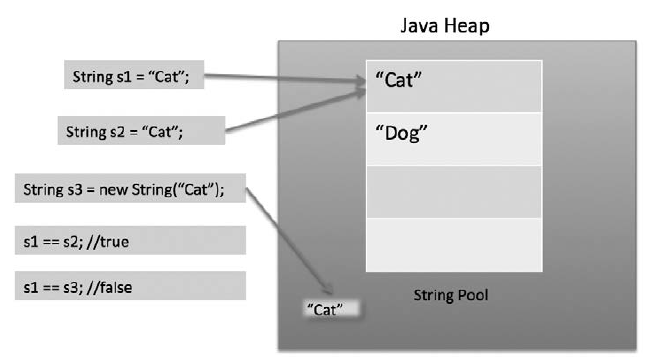 Java Heap
String s1 = “Cat”;
“Cat”
String s2 = “Cat”;
“Dog”
String s3 = new String(“Cat”);
s1 == s2; //true
s1 == s3; //false
String Pool
“Cat”